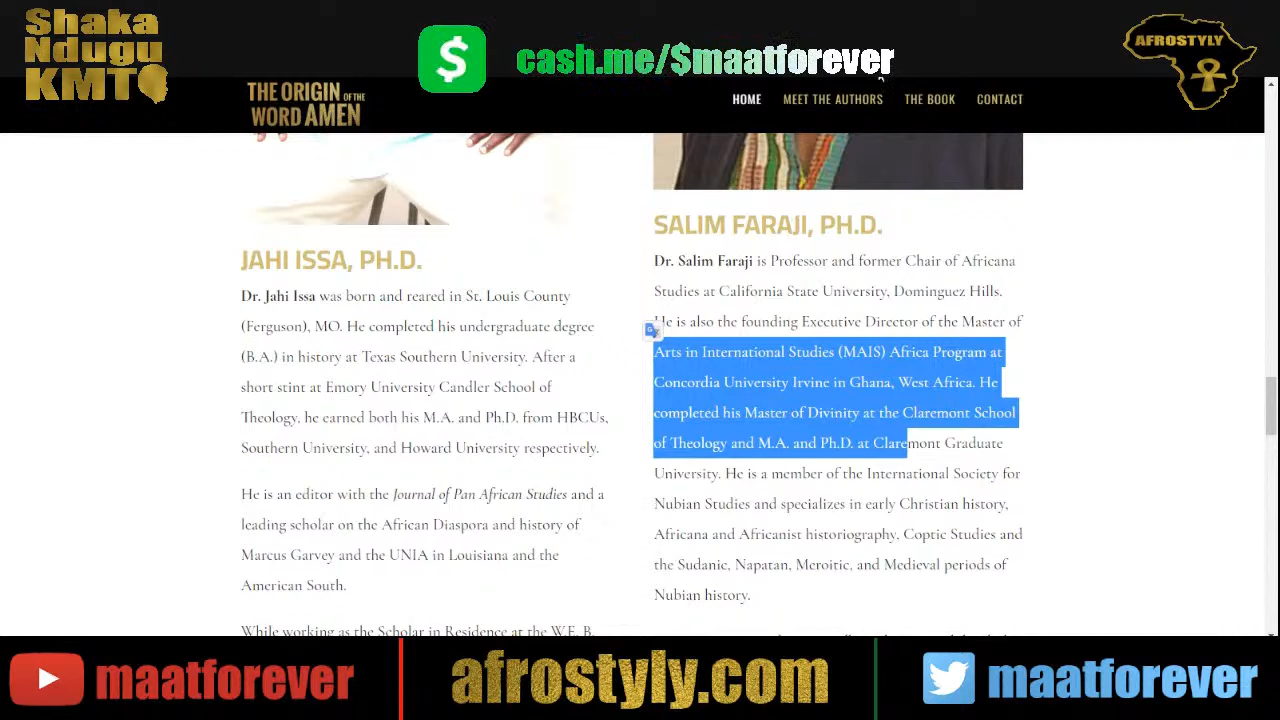 Shaka
Ndugu
KMT
$ cash.me/$maatforever
AFROSTYLY
THE ORIGIN OF THE
WORD AMEN
HOME MEET THE AUTHORS THE BOOK CONTACT
JAHI ISSA, PH.D.
Dr. Jahi Issa was born and reared in St. Louis County
(Ferguson), MO. He completed his undergraduate degree
(B.A.) in history at Texas Southern University. After a
short stint at Emory University Candler School of
Theology, he earned both his M.A. and Ph.D. from HBCUs,
Southern University, and Howard University respectively.
He is an editor with the Journal of Pan African Studies and a
leading scholar on the African Diaspora and history of
Marcus Garvey and the UNIA in Louisiana and the
American South.
While working as the Scholar in Residence at the W.E. B.
SALIM FARAJI, PH.D.
Dr. Salim Faraji is Professor and former Chair of Africana
Studies at California State University, Dominguez Hills.
He is also the founding Executive Director of the Master of
Arts in International Studies (MAIS) Africa Program at
Concordia University Irvine in Ghana, West Africa. He
completed his Master of Divinity at the Claremont School
of Theology and M.A. and Ph.D. at Claremont Graduate
University. He is a member of the International Society for
Nubian Studies and specializes in early Christian history,
Africana and Africanist historiography, Coptic Studies and
the Sudanic, Napatan, Meroitic, and Medieval periods of
Nubian history.
maatforever
afrostyly.com
maatforever